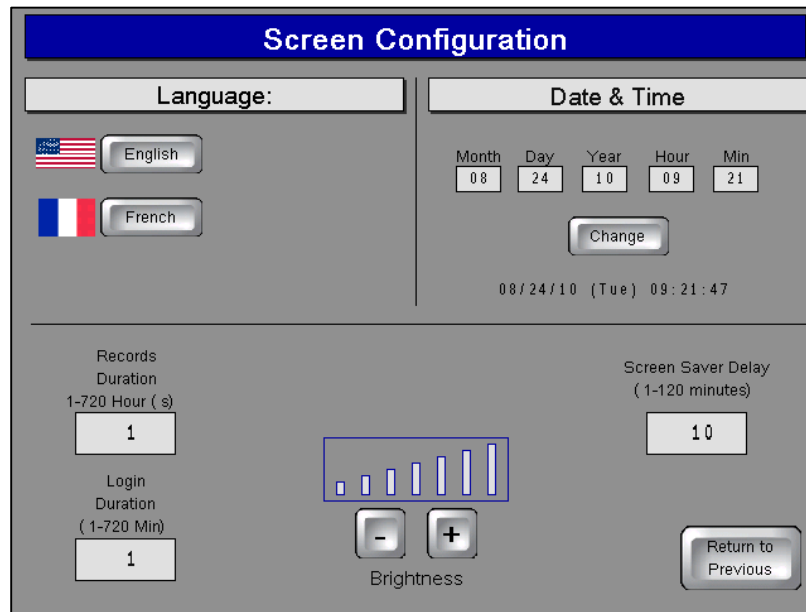 Screen Configuration
Language:
English
French
Date & Time
Month Day Year Hour Min
08 24 10 09 21
Change
08/24/10 (Tue) 09:21:47
Records
Duration
1-720 Hour ( s)
1
Login
Duration
( 1-720 Min)
1
- +
Brightness
Screen Saver Delay
( 1-120 minutes)
10
Return to
Previous